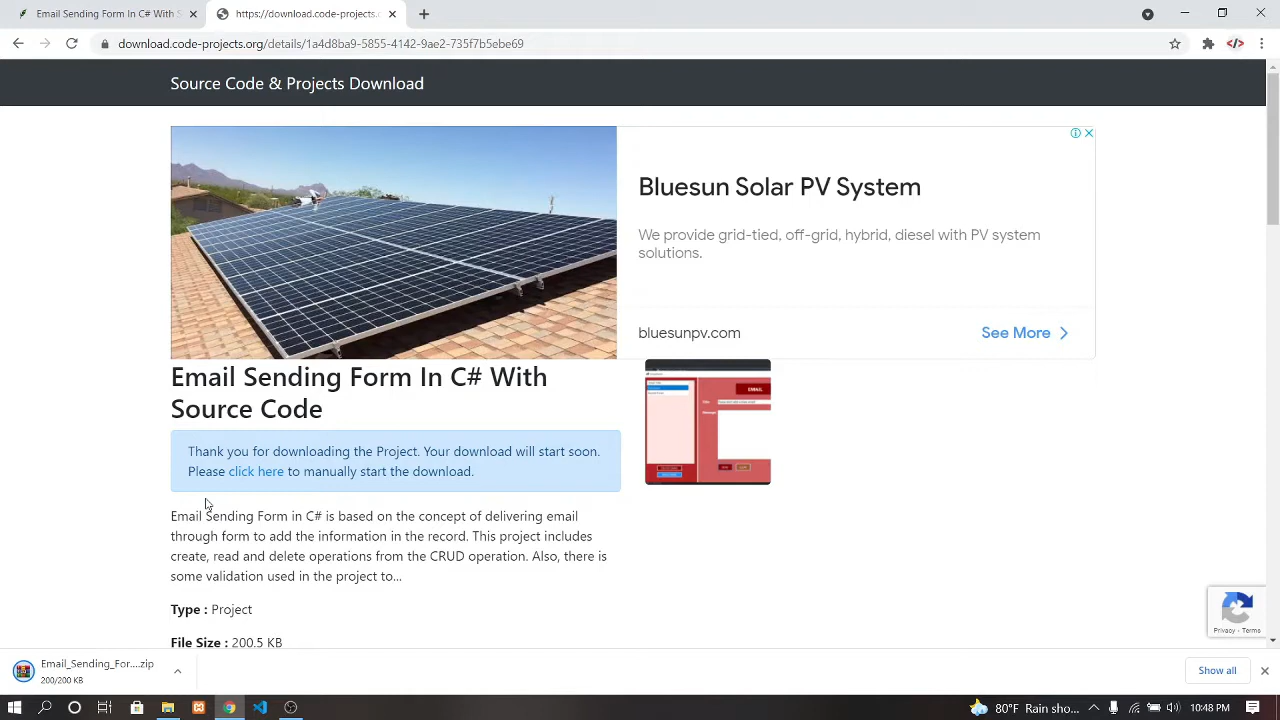 Email Sending Form In C# With S
https://download.code-projects.o
download.code-projects.org/details/1a4d8ba9-5855-4142-9ae2-735f7b5ebe69
Source Code & Projects Download
Bluesun Solar PV System
We provide grid-tied, off-grid, hybrid, diesel with PV system
solutions.
bluesunpv.com
See More
Email Sending Form In C# With
Source Code
EMAIL
Thank you for downloading the Project. Your download will start soon.
Please click here to manually start the download.
Email Sending Form in C# is based on the concept of delivering email
through form to add the information in the record. This project includes
create, read and delete operations from the CRUD operation. Also, there is
some validation used in the project to...
Type : Project
File Size : 200.5 KB
Privacy - Terms
Email_Sending_For....zip
200/200 KB
Show all
80°F Rain sho...
10:48 PM